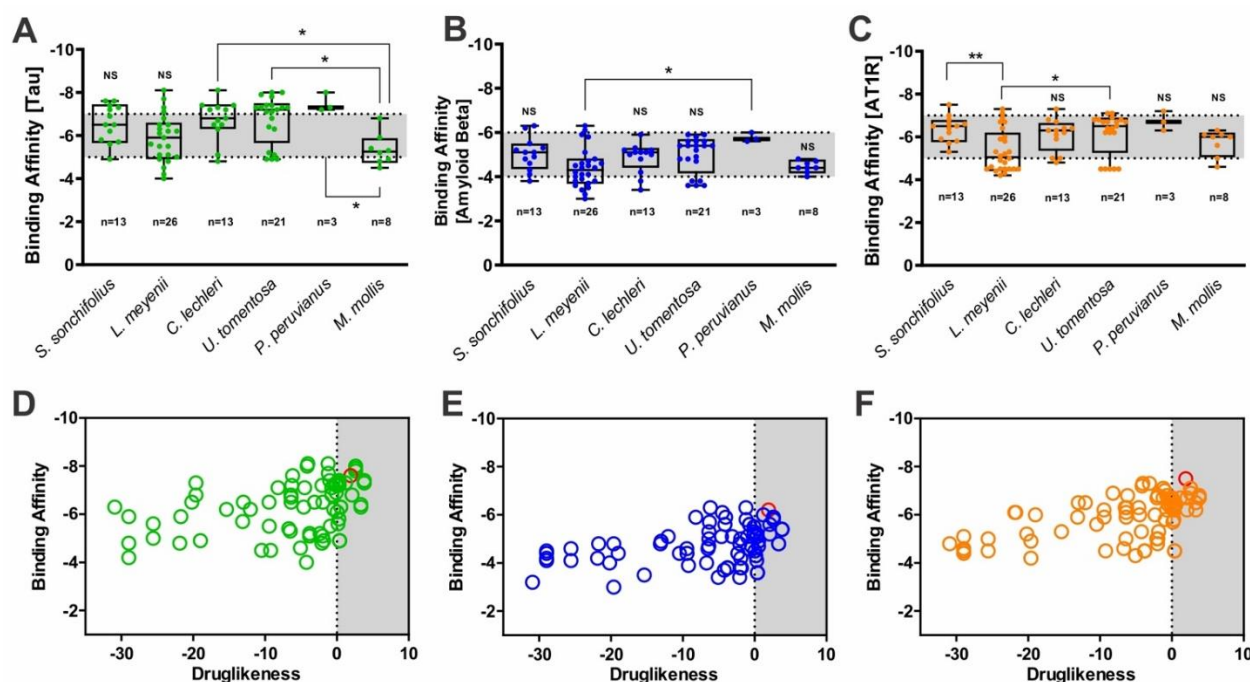 A
Binding Affinity [Tau]
-10
-8
-6
-4
-2
0
NS
NS
*
*
*
n=13
n=26
n=13
n=21
n=3
n=8
S. sonchifolius
L. meyenii
C. lechleri
U. tomentosa
P. peruvianus
M. mollis
B
Binding Affinity
[Amyloid Beta]
-10
-8
-6
-4
-2
0
NS
*
NS
NS
NS
n=13
n=26
n=13
n=21
n=3
n=8
S. sonchifolius
L. meyenii
C. lechleri
U. tomentosa
P. peruvianus
M. mollis
C
Binding Affinity [AT1R]
-10
-8
-6
-4
-2
0
**
*
NS
NS
NS
n=13
n=26
n=13
n=21
n=3
n=8
S. sonchifolius
L. meyenii
C. lechleri
U. tomentosa
P. peruvianus
M. mollis
D
Binding Affinity
-10
-8
-6
-4
-2
-30
-20
-10
0
10
Druglikeness
E
Binding Affinity
-10
-8
-6
-4
-2
-30
-20
-10
0
10
Druglikeness
F
Binding Affinity
-10
-8
-6
-4
-2
-30
-20
-10
0
10
Druglikeness